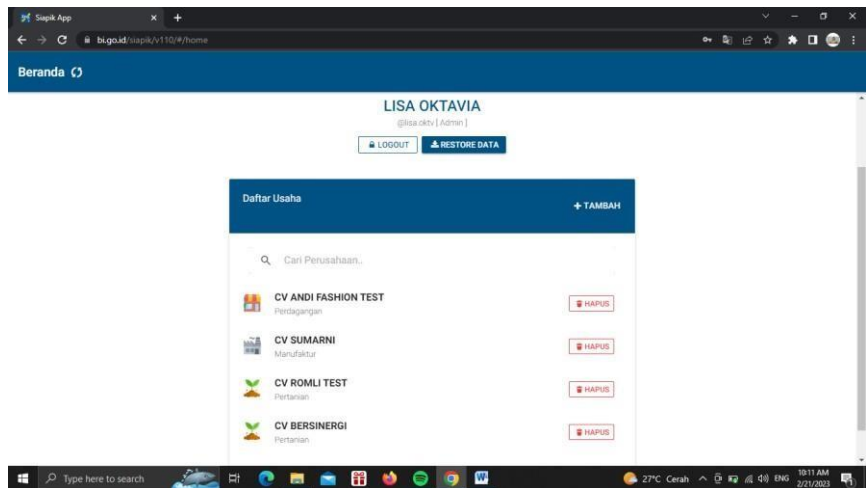 Siapik App
bi.go.id/siapik/v110/#/home
Beranda
LISA OKTAVIA
@lisa.oktv [ Admin ]
LOGOUT
RESTORE DATA
Daftar Usaha
+ TAMBAH
Cari Perusahaan..
CV ANDI FASHION TEST
Perdagangan
HAPUS
CV SUMARNI
Manufaktur
HAPUS
CV ROMLI TEST
Pertanian
HAPUS
CV BERSINERGI
Pertanian
HAPUS
Type here to search
27°C Cerah
ENG
10:11 AM
2/21/2023